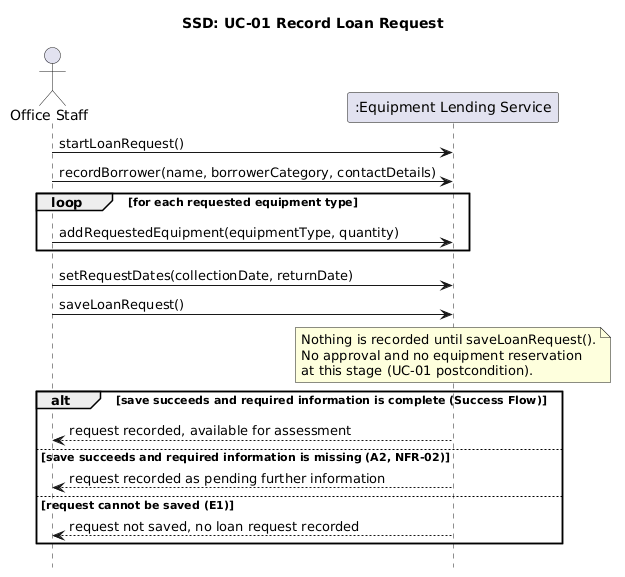 SSD: UC-01 Record Loan Request
Office Staff
:Equipment Lending Service
startLoanRequest()
recordBorrower(name, borrowerCategory, contactDetails)
loop [for each requested equipment type]
addRequestedEquipment(equipmentType, quantity)
setRequestDates(collectionDate, returnDate)
saveLoanRequest()
Nothing is recorded until saveLoanRequest().
No approval and no equipment reservation
at this stage (UC-01 postcondition).
alt [save succeeds and required information is complete (Success Flow)]
request recorded, available for assessment
[save succeeds and required information is missing (A2, NFR-02)]
request recorded as pending further information
[request cannot be saved (E1)]
request not saved, no loan request recorded